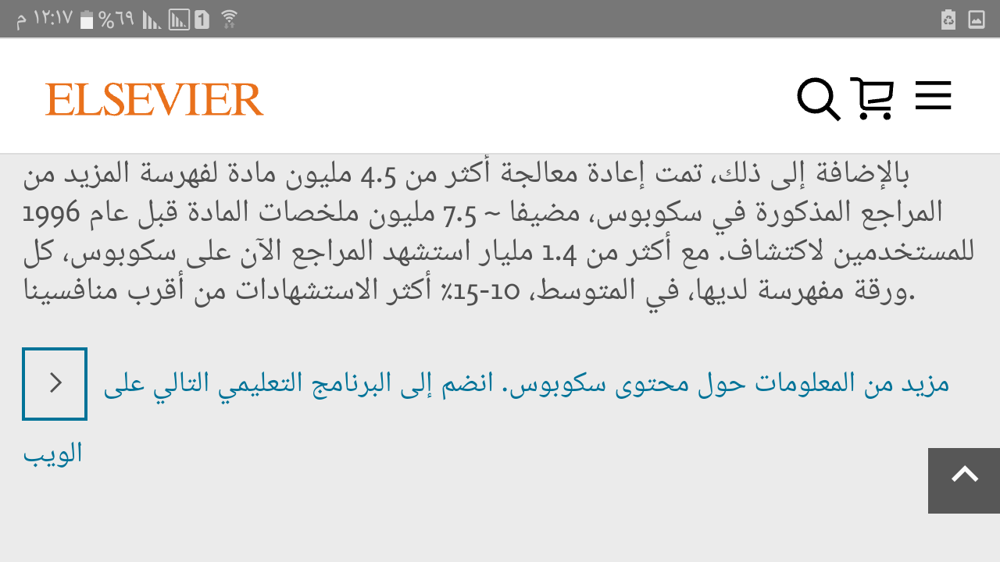 ١٢:١٧ م %٦٩ 1
ELSEVIER
بالإضافة إلى ذلك، تمت إعادة معالجة أكثر من 4.5 مليون مادة لفهرسة المزيد من
المراجع المذكورة في سكوبوس، مضيفا ~ 7.5 مليون ملخصات المادة قبل عام 1996
للمستخدمين لاكتشاف. مع أكثر من 1.4 مليار استشهد المراجع الآن على سكوبوس، كل
ورقة مفهرسة لديها، في المتوسط، 10-15٪ أكثر الاستشهادات من أقرب منافسينا.
مزيد من المعلومات حول محتوى سكوبوس. انضم إلى البرنامج التعليمي التالي على
الويب